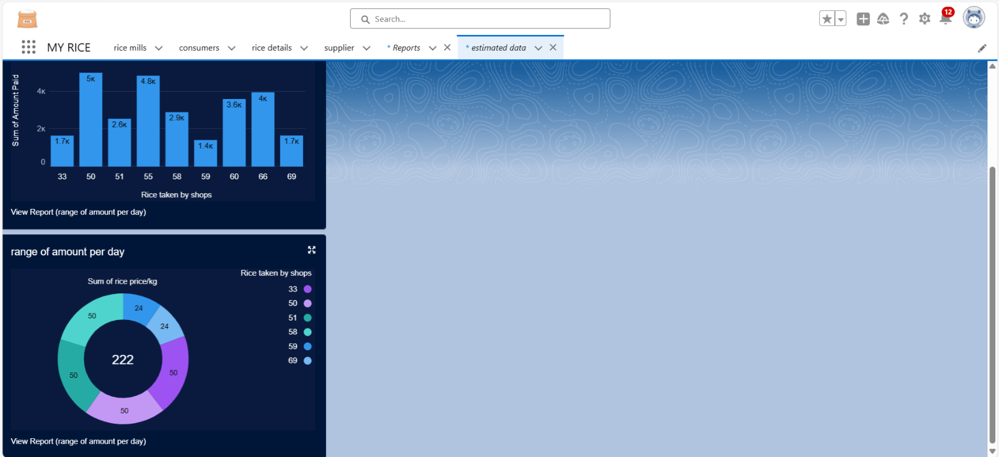 RICE
Search...
12
MY RICE
rice mills
consumers
rice details
supplier
* Reports
* estimated data
Sum of Amount Paid
4K
2K
0
1.7K
5K
2.6K
4.8K
2.9K
1.4K
3.6K
4K
1.7K
33 50 51 55 58 59 60 66 69
Rice taken by shops
View Report (range of amount per day)
range of amount per day
Sum of rice price/kg
24
24
50
50
50
50
222
Rice taken by shops
33
50
51
58
59
69
View Report (range of amount per day)